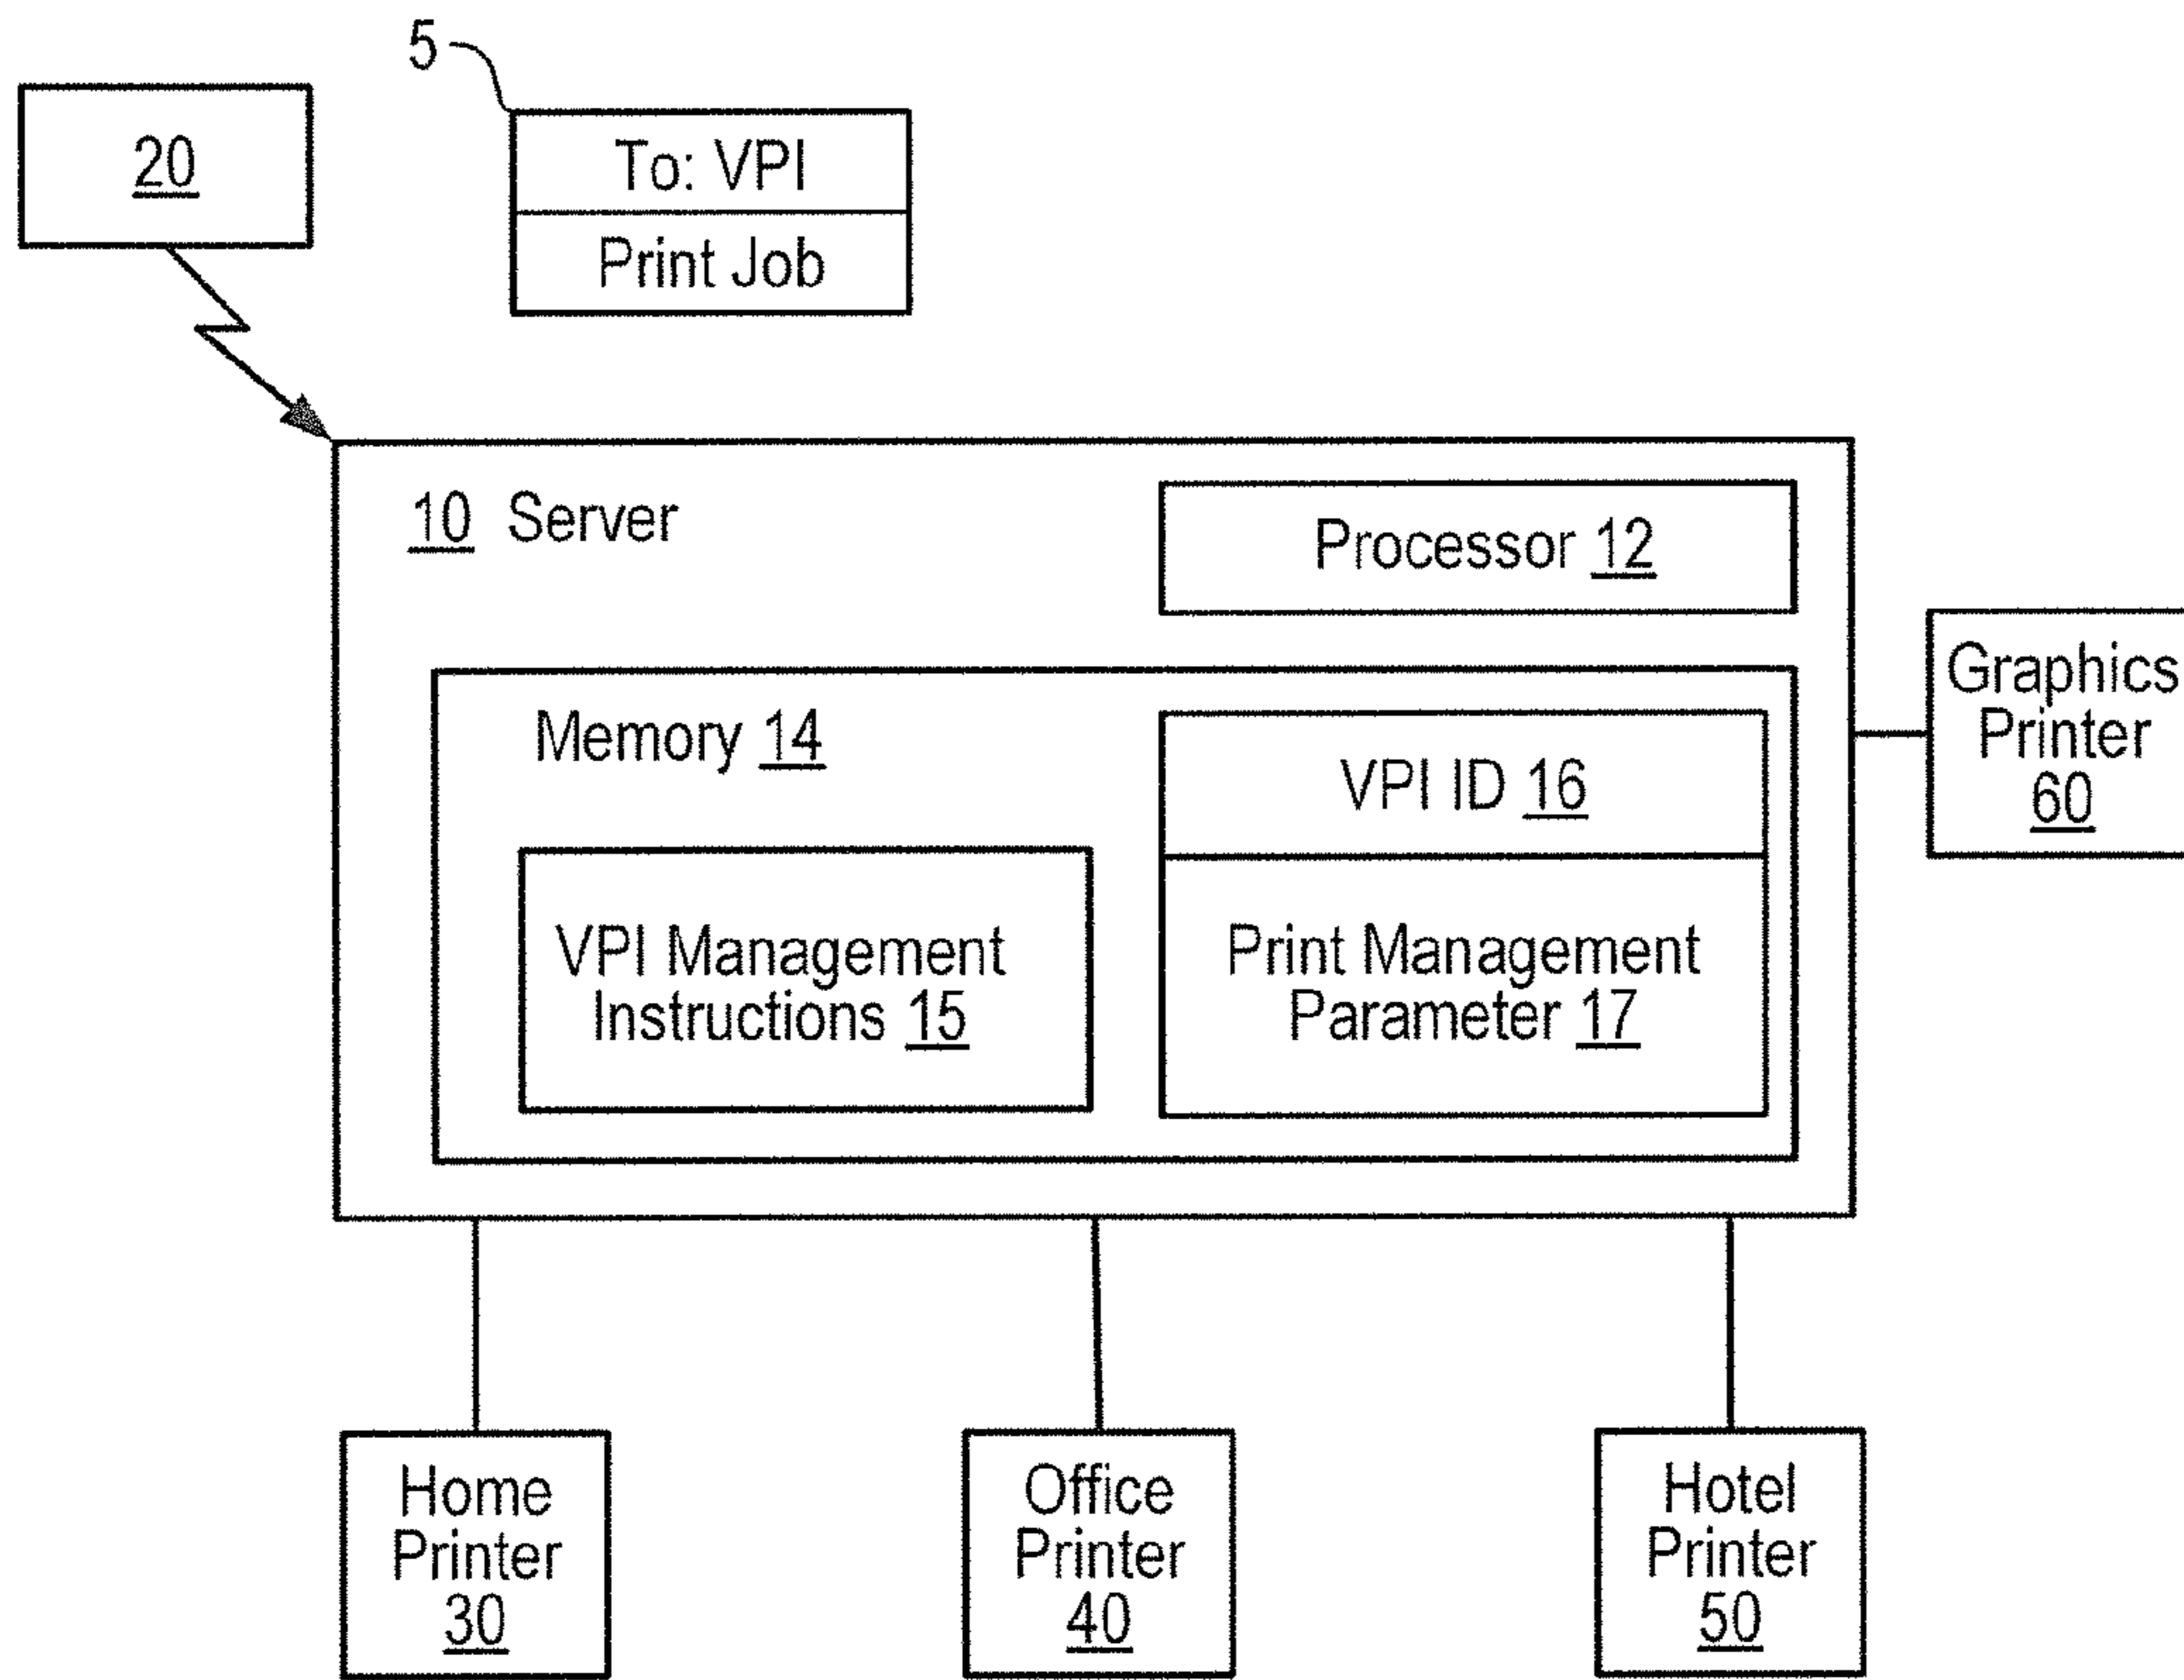 5
20
To: VPI
Print Job
10 Server
Processor 12
Memory 14
VPI ID 16
VPI Management
Instructions 15
Print Management
Parameter 17
Graphics
Printer
60
Home
Printer
30
Office
Printer
40
Hotel
Printer
50